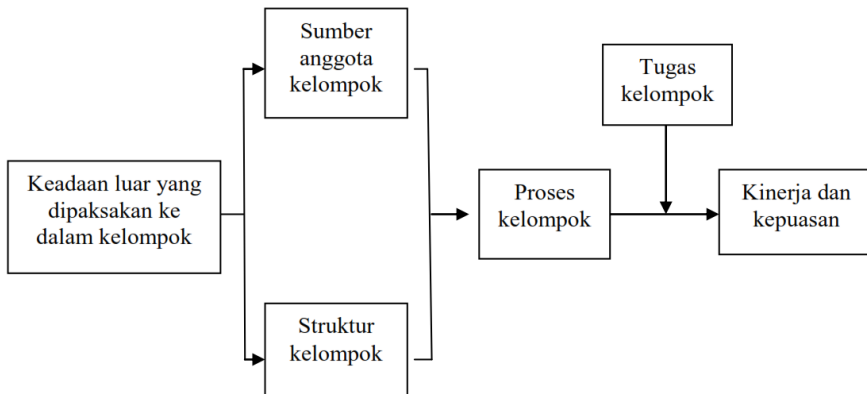 Sumber
anggota
kelompok
Tugas
kelompok
Keadaan luar yang
dipaksakan ke
dalam kelompok
Proses
kelompok
Kinerja dan
kepuasan
Struktur
kelompok